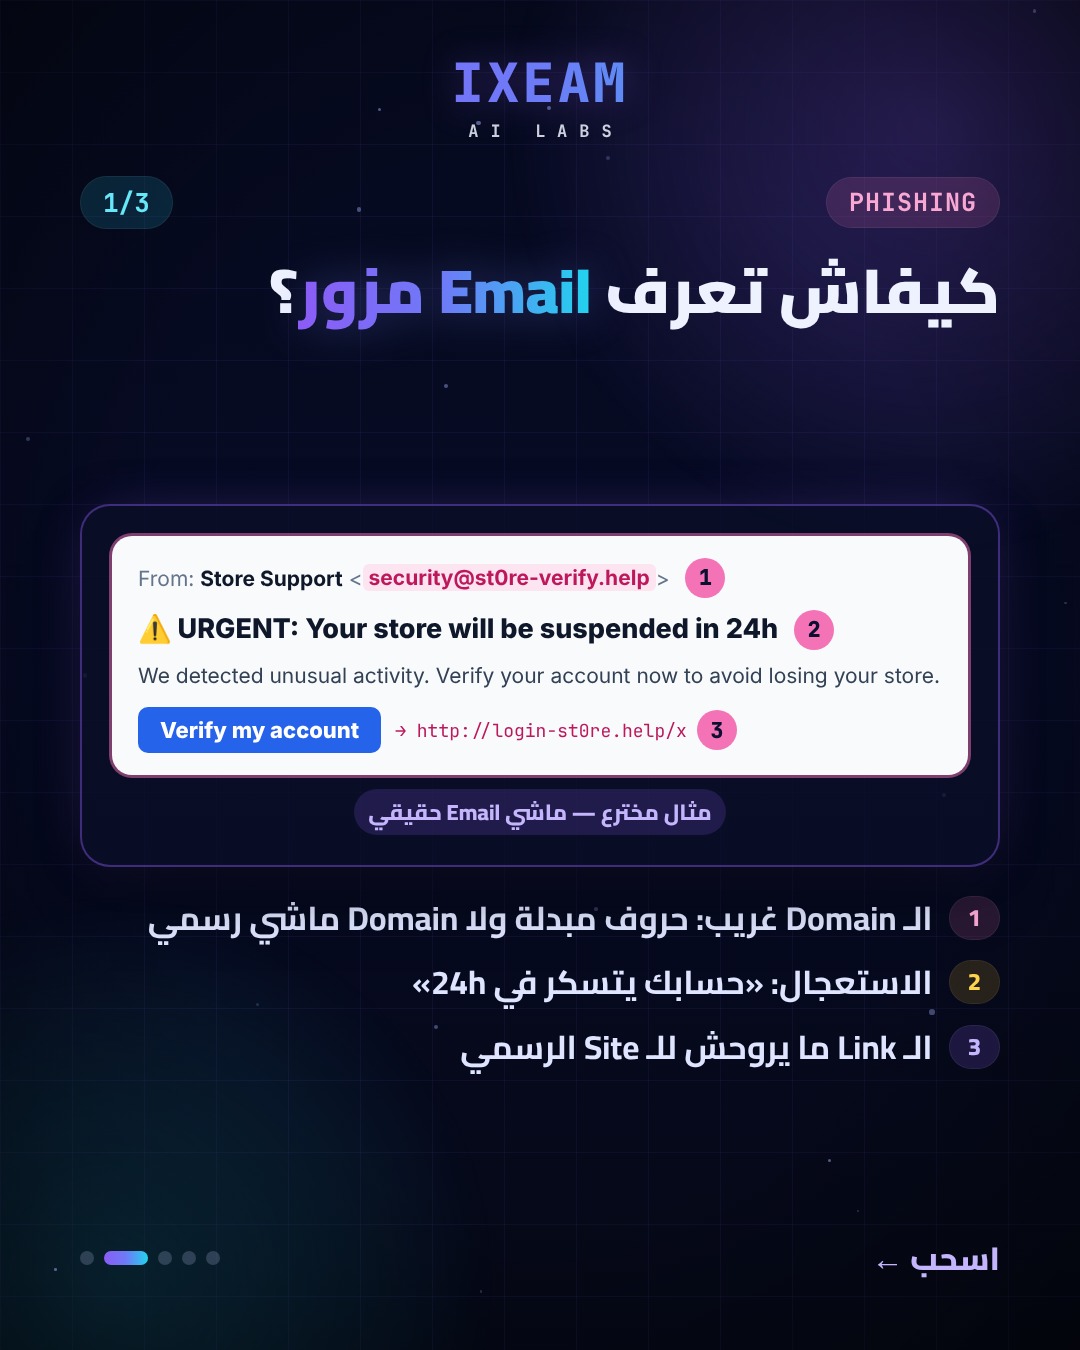 IXEAM
AI LABS
1/3
PHISHING
كيفاش تعرف Email مزور؟
From: Store Support <security@st0re-verify.help> 1
⚠️ URGENT: Your store will be suspended in 24h 2
We detected unusual activity. Verify your account now to avoid losing your store.
Verify my account → http://login-st0re.help/x 3
مثال مخترع — ماشي Email حقيقي
1 الـ Domain غريب: حروف مبدلة ولا Domain ماشي رسمي
2 الاستعجال: «حسابك يتسكر في 24h»
3 الـ Link ما يروحش للـ Site الرسمي
اسحب ←